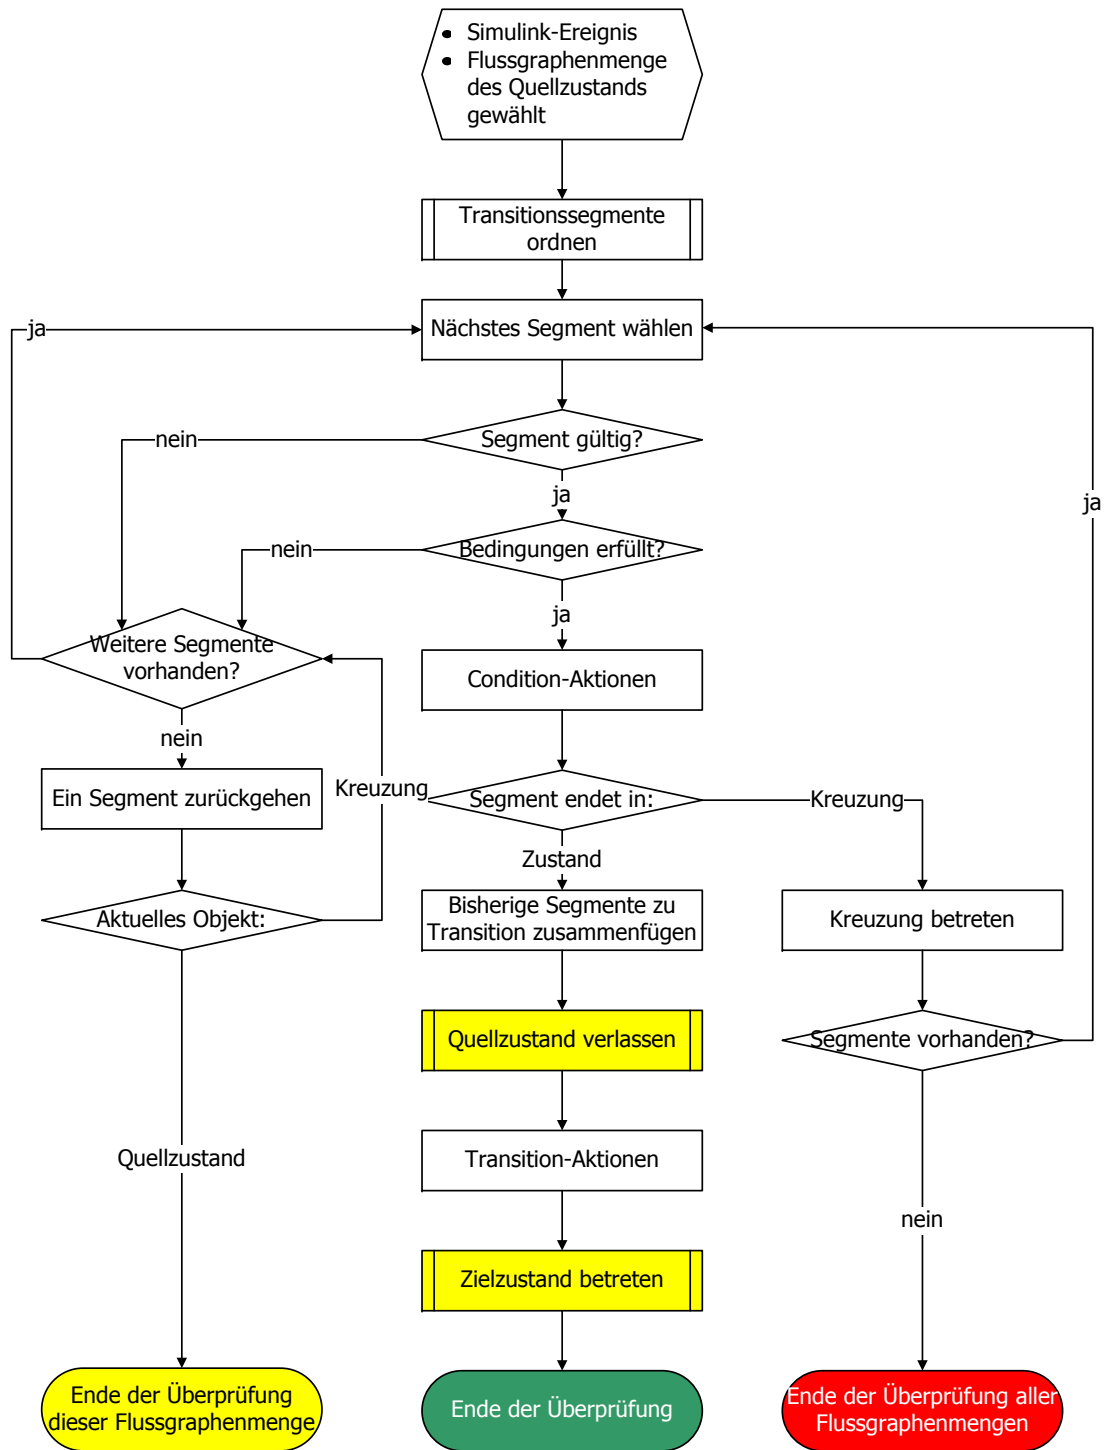 • Simulink-Ereignis
• Flussgraphenmenge
des Quellzustands
gewählt
Transitionssegmente
ordnen
ja
Nächstes Segment wählen
nein
Segment gültig?
ja
ja
nein
Bedingungen erfüllt?
ja
Weitere Segmente
vorhanden?
Condition-Aktionen
nein
Ein Segment zurückgehen
Kreuzung
Segment endet in:
Kreuzung
Zustand
Aktuelles Objekt:
Bisherige Segmente zu
Transition zusammenfügen
Kreuzung betreten
Quellzustand verlassen
Segmente vorhanden?
Quellzustand
Transition-Aktionen
nein
Zielzustand betreten
Ende der Überprüfung
dieser Flussgraphenmenge
Ende der Überprüfung
Ende der Überprüfung aller
Flussgraphenmengen